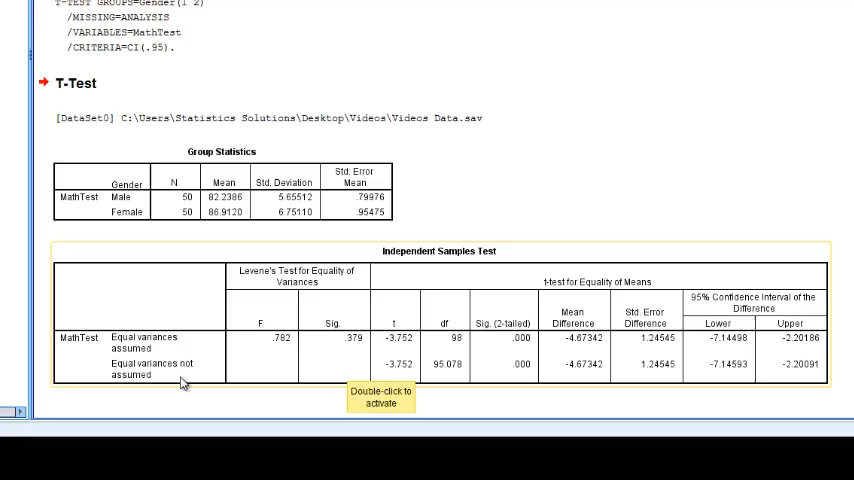 T-TEST GROUPS=Gender(1 2)
/MISSING=ANALYSIS
/VARIABLES=MathTest
/CRITERIA=CI(.95).
T-Test
[DataSet0] C:\Users\Statistics Solutions\Desktop\Videos\Videos Data.sav
Group Statistics
Gender N Mean Std. Deviation Std. Error Mean
MathTest Male 50 82.2386 5.65512 .79976
Female 50 86.9120 6.75110 .95475
Independent Samples Test
Levene's Test for Equality of Variances
t-test for Equality of Means
95% Confidence Interval of the Difference
F Sig. t df Sig. (2-tailed) Mean Difference Std. Error Difference Lower Upper
MathTest Equal variances assumed .782 .379 -3.752 98 .000 -4.67342 1.24545 -7.14498 -2.20186
Equal variances not assumed -3.752 95.078 .000 -4.67342 1.24545 -7.14593 -2.20091
Double-click to
activate